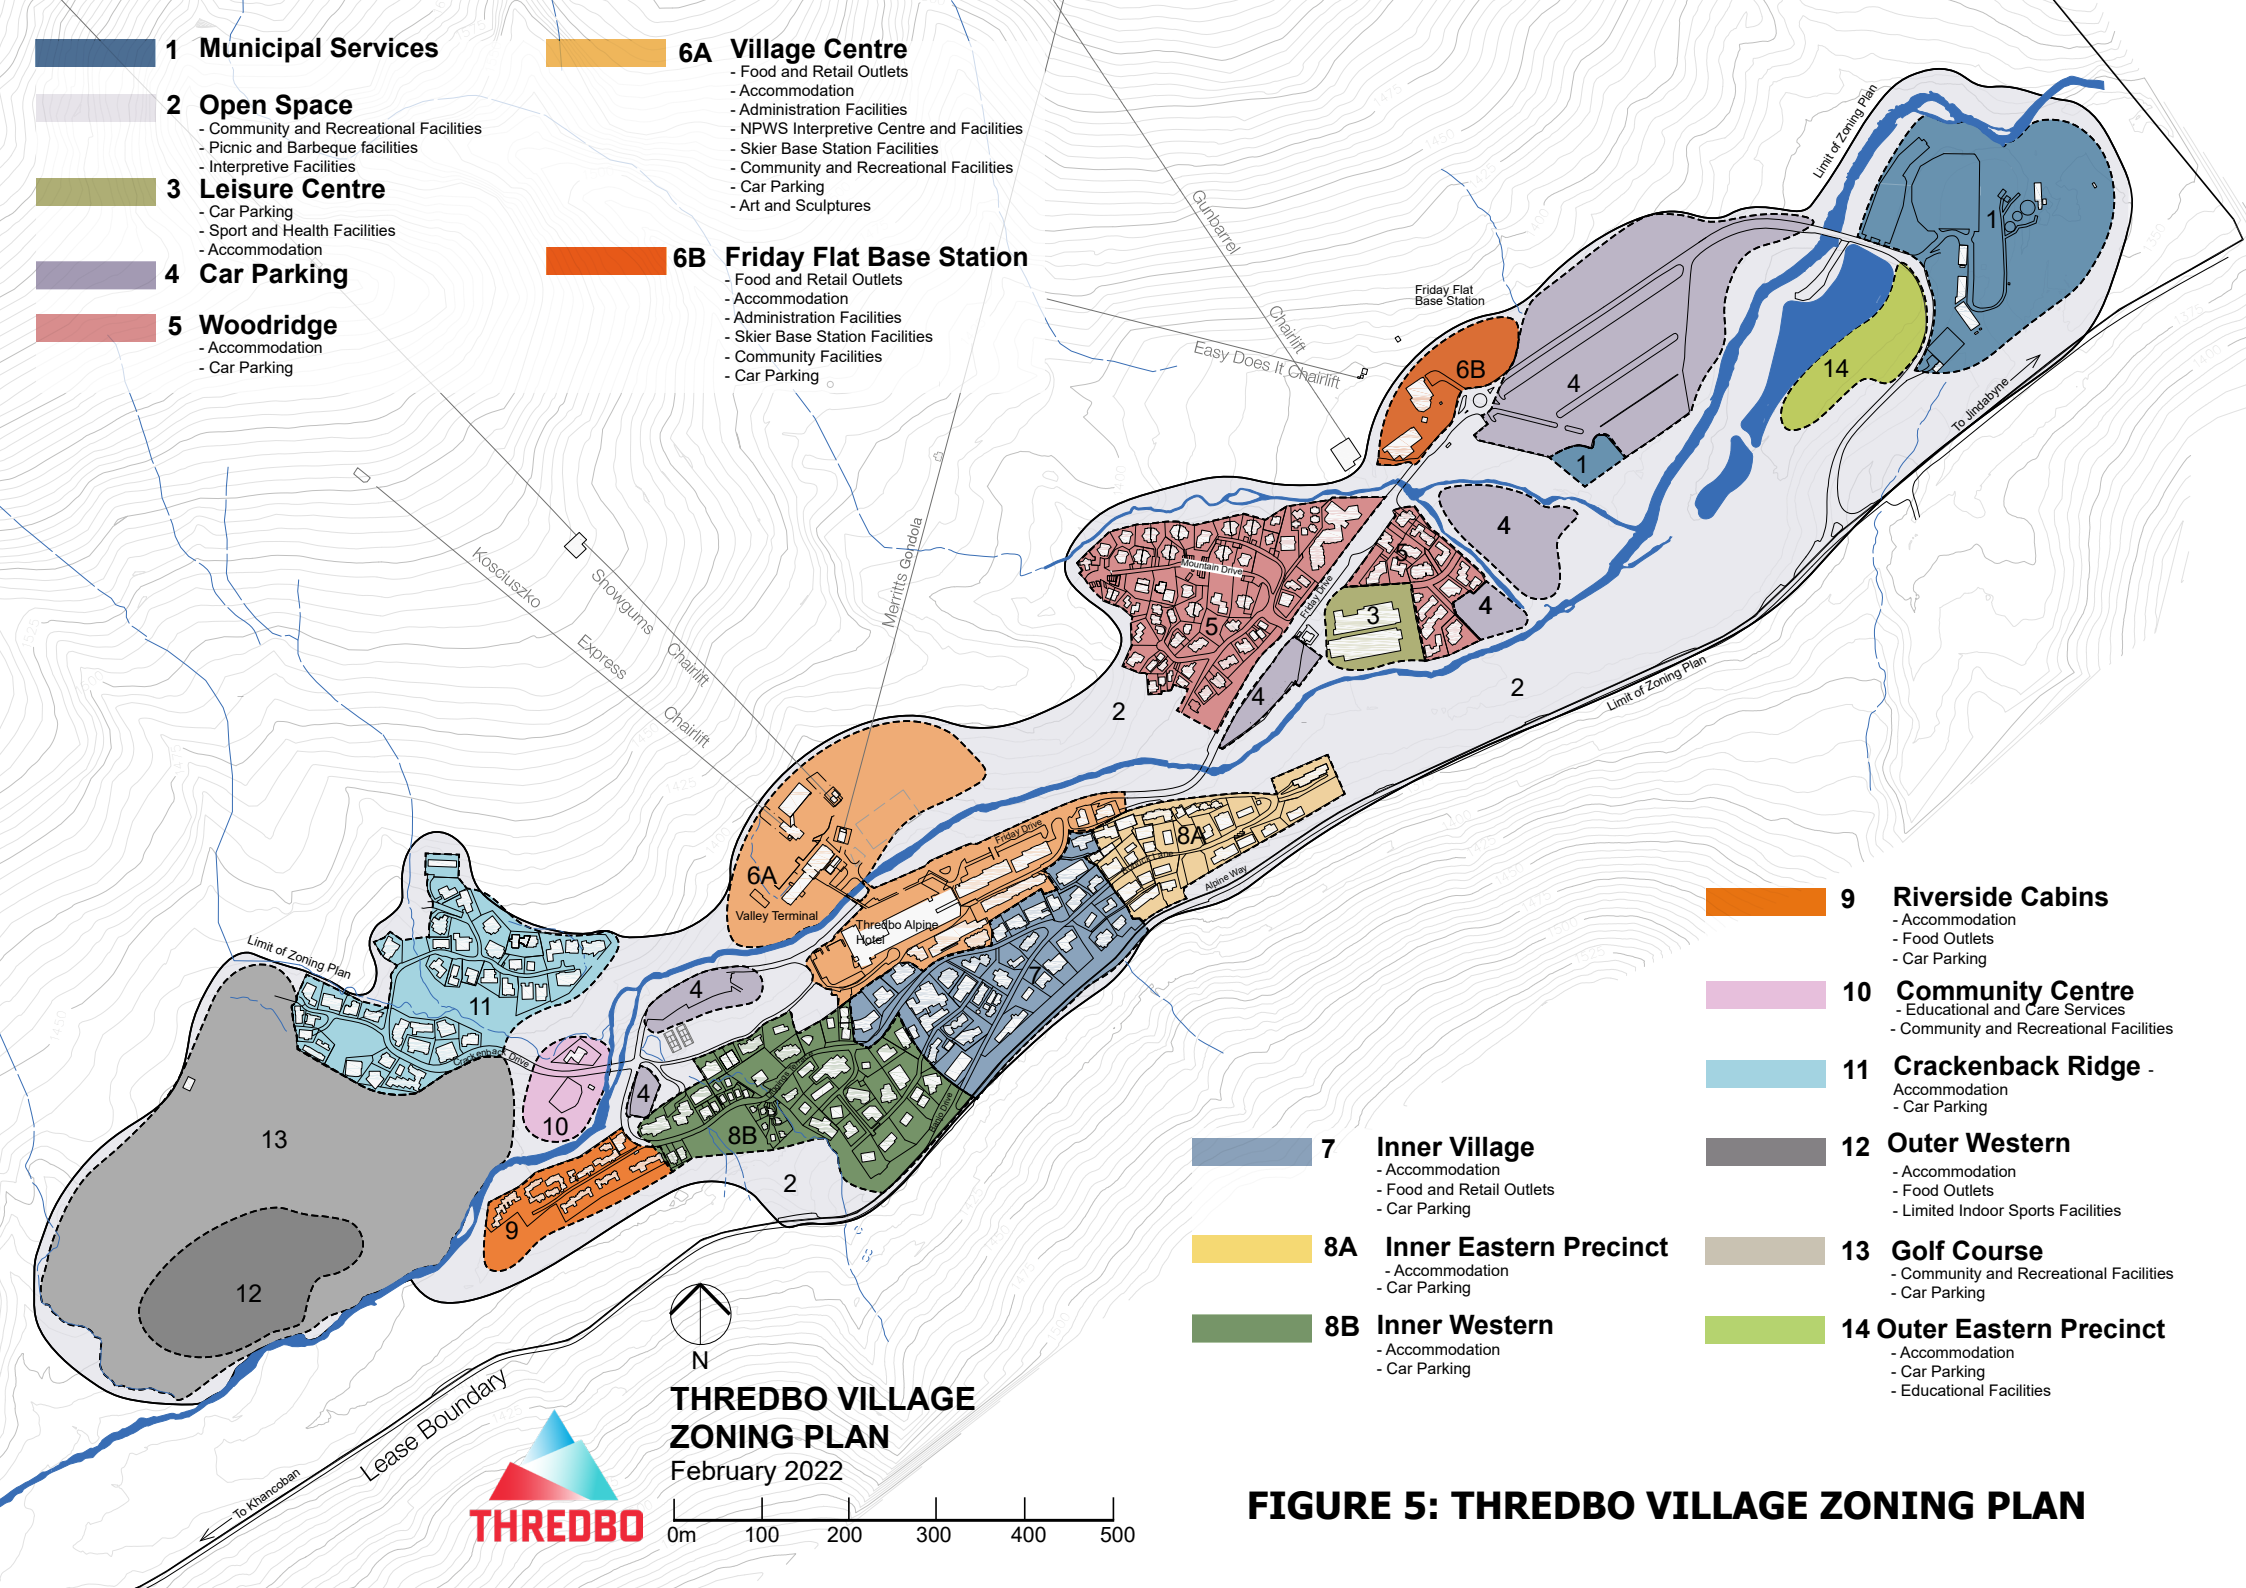 1 Municipal Services
2 Open Space
- Community and Recreational Facilities
- Picnic and Barbeque facilities
- Interpretive Facilities
3 Leisure Centre
- Car Parking
- Sport and Health Facilities
- Accommodation
4 Car Parking
5 Woodridge
- Accommodation
- Car Parking
6A Village Centre
- Food and Retail Outlets
- Accommodation
- Administration Facilities
- NPWS Interpretive Centre and Facilities
- Skier Base Station Facilities
- Community and Recreational Facilities
- Car Parking
- Art and Sculptures
6B Friday Flat Base Station
- Food and Retail Outlets
- Accommodation
- Administration Facilities
- Skier Base Station Facilities
- Community Facilities
- Car Parking
Limit of Zoning Plan
1
Gunbarrel
Chairlift
Easy Does It Chairlift
Friday Flat
Base Station
6B
4
14
1
To Jindabyne
4
5
Mountain Drive
Friday Drive
3
4
5
4
2
2
Limit of Zoning Plan
Kosciuszko
Express
Chairlift
Snowgums
Chairlift
Merritts Gondola
6A
Valley Terminal
Thredbo Alpine
Hotel
Friday Drive
8A
Alpine Way
7
Limit of Zoning Plan
11
Crackenback Drive
4
4
10
8B
Banjo Drive
2
9
13
12
7 Inner Village
- Accommodation
- Food and Retail Outlets
- Car Parking
8A Inner Eastern Precinct
- Accommodation
- Car Parking
8B Inner Western
- Accommodation
- Car Parking
9 Riverside Cabins
- Accommodation
- Food Outlets
- Car Parking
10 Community Centre
- Educational and Care Services
- Community and Recreational Facilities
11 Crackenback Ridge -
Accommodation
- Car Parking
12 Outer Western
- Accommodation
- Food Outlets
- Limited Indoor Sports Facilities
13 Golf Course
- Community and Recreational Facilities
- Car Parking
14 Outer Eastern Precinct
- Accommodation
- Car Parking
- Educational Facilities
N
Lease Boundary
To Khancoban
THREDBO VILLAGE
ZONING PLAN
February 2022
THREDBO
0m 100 200 300 400 500
FIGURE 5: THREDBO VILLAGE ZONING PLAN